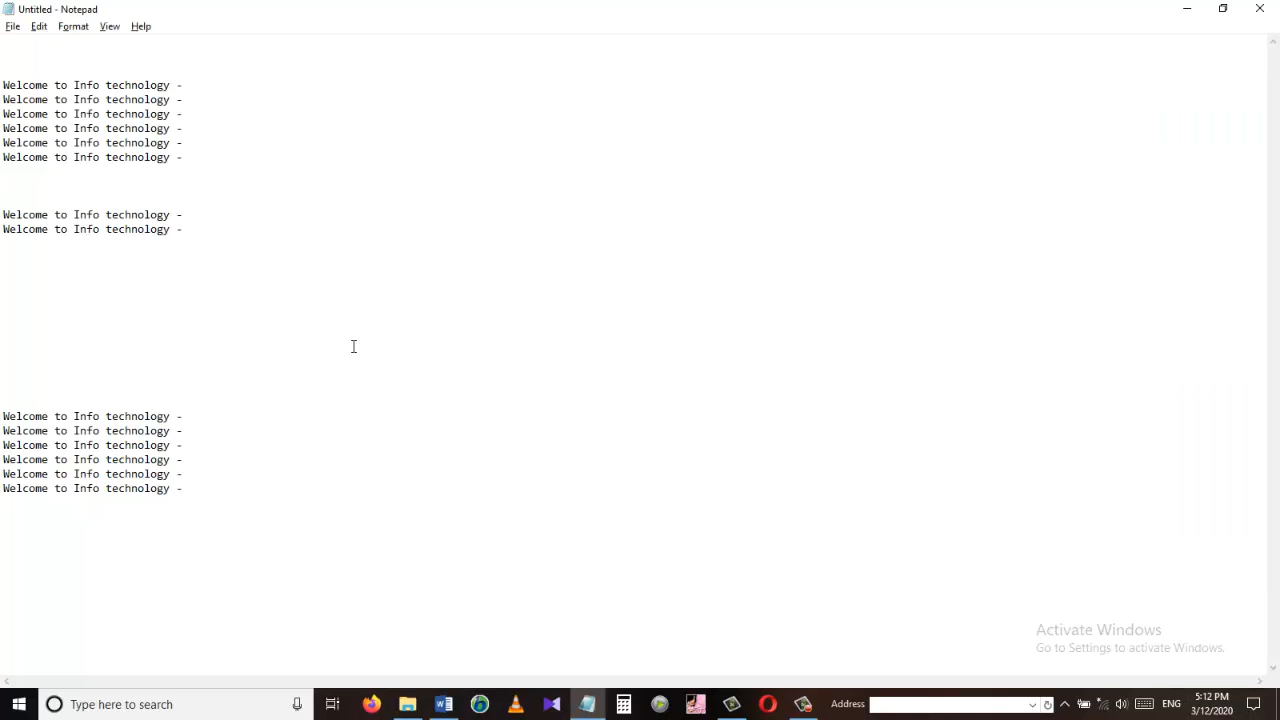 Untitled - Notepad
File Edit Format View Help
Welcome to Info technology -
Welcome to Info technology -
Welcome to Info technology -
Welcome to Info technology -
Welcome to Info technology -
Welcome to Info technology -
Welcome to Info technology -
Welcome to Info technology -
Welcome to Info technology -
Welcome to Info technology -
Welcome to Info technology -
Welcome to Info technology -
Welcome to Info technology -
Welcome to Info technology -
Activate Windows
Go to Settings to activate Windows.
Type here to search
Address
ENG
5:12 PM
3/12/2020